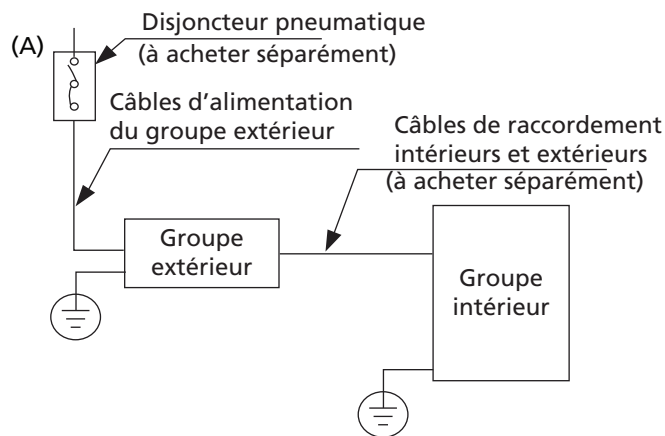 (A)
Disjoncteur pneumatique
(à acheter séparément)
Câbles d’alimentation
du groupe extérieur
Câbles de raccordement
intérieurs et extérieurs
(à acheter séparément)
Groupe
extérieur
Groupe
intérieur